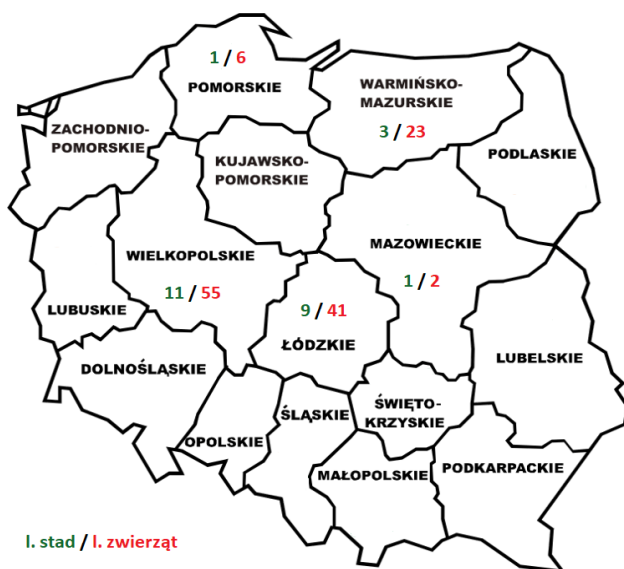 1 / 6
POMORSKIE
WARMIŃSKO-
MAZURSKIE
3 / 23
ZACHODNIO-
POMORSKIE
KUJAWSKO-
POMORSKIE
PODLASKIE
WIELKOPOLSKIE
11 / 55
MAZOWIECKIE
1 / 2
LUBUSKIE
9 / 41
ŁÓDZKIE
LUBELSKIE
DOLNOŚLĄSKIE
OPOLSKIE
ŚLĄSKIE
ŚWIĘTO-
KRZYSKIE
MAŁOPOLSKIE
PODKARPACKIE
l. stad / l. zwierząt